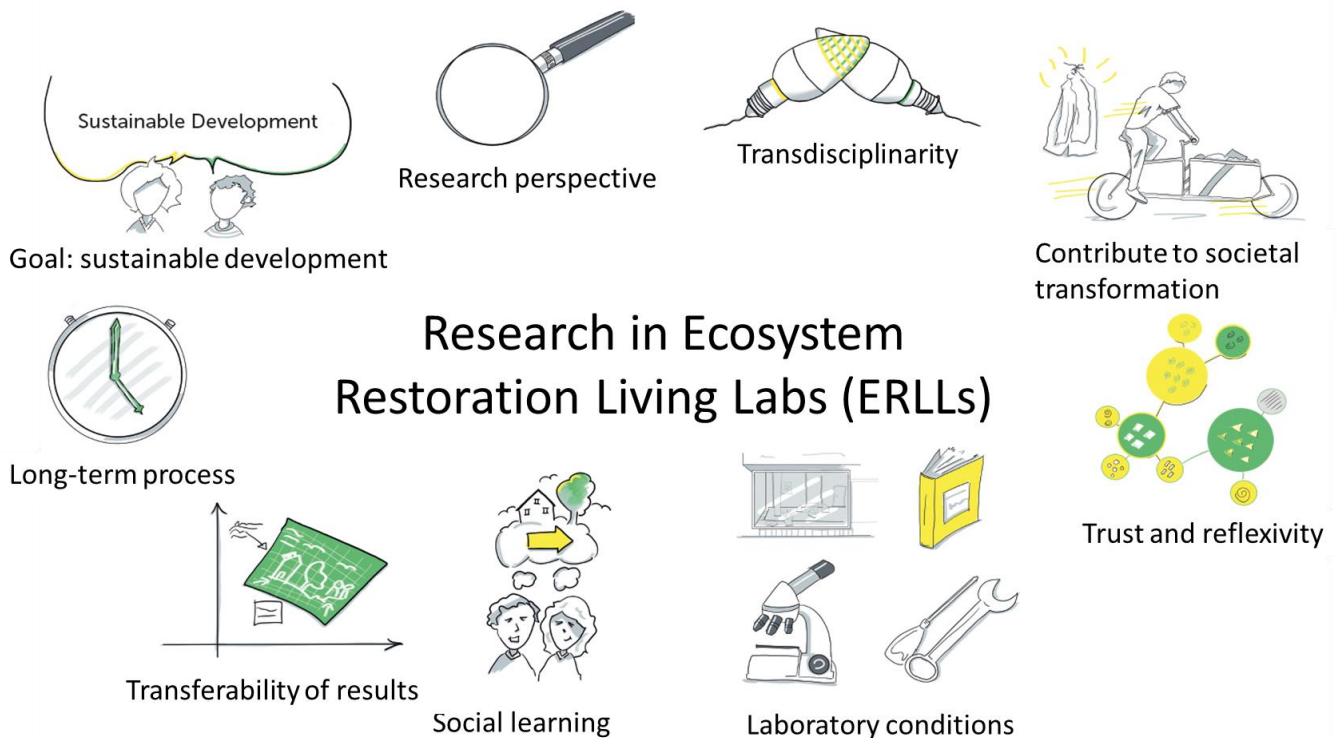 Sustainable Development
Goal: sustainable development
Research perspective
Transdisciplinarity
Contribute to societal
transformation
Research in Ecosystem
Restoration Living Labs (ERLLs)
Long-term process
Trust and reflexivity
Transferability of results
Social learning
Laboratory conditions